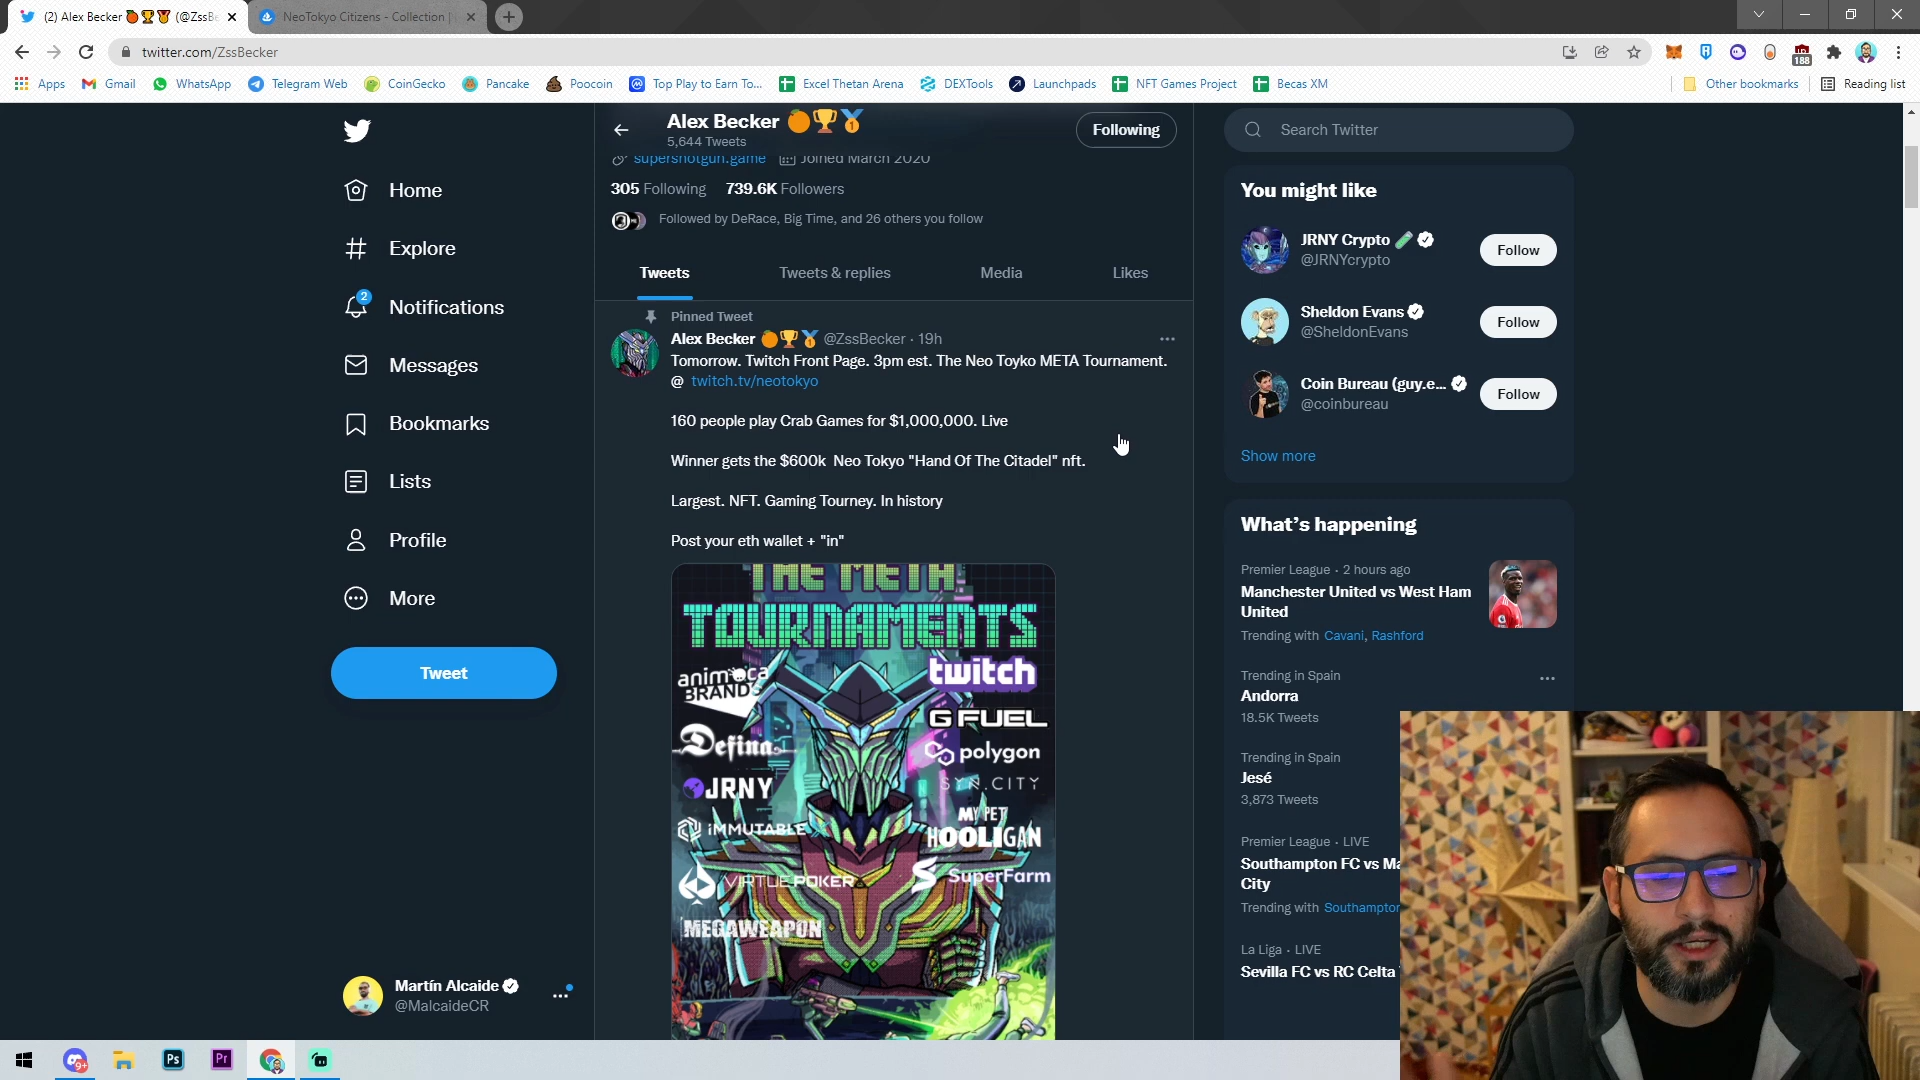 (2) Alex Becker 🍊🏆🏅 (@ZssB
NeoTokyo Citizens - Collection |
twitter.com/ZssBecker
188
Apps
Gmail
WhatsApp
Telegram Web
CoinGecko
Pancake
Poocoin
Top Play to Earn To...
Excel Thetan Arena
DEXTools
Launchpads
NFT Games Project
Becas XM
Other bookmarks
Reading list
Home
Explore
2
Notifications
Messages
Bookmarks
Lists
Profile
More
Tweet
Martín Alcaide
@MalcaideCR
Alex Becker 🍊🏆🥇
5,644 Tweets
Following
supershotgun.game Joined March 2020
305 Following 739.6K Followers
Followed by DeRace, Big Time, and 26 others you follow
Tweets
Tweets & replies
Media
Likes
Pinned Tweet
Alex Becker 🍊🏆🏅 @ZssBecker · 19h
Tomorrow. Twitch Front Page. 3pm est. The Neo Toyko META Tournament.
@ twitch.tv/neotokyo
160 people play Crab Games for $1,000,000. Live
Winner gets the $600k Neo Tokyo "Hand Of The Citadel" nft.
Largest. NFT. Gaming Tourney. In history
Post your eth wallet + "in"
THE META
TOURNAMENTS
animoca
BRANDS
twitch
G FUEL
Defina
polygon
JRNY
SYN.CITY
IMMUTABLE
MY PET
HOOLIGAN
VIRTUE POKER
SuperFarm
MEGAWEAPON
Search Twitter
You might like
JRNY Crypto
@JRNYcrypto
Follow
Sheldon Evans
@SheldonEvans
Follow
Coin Bureau (guy.e...
@coinbureau
Follow
Show more
What's happening
Premier League · 2 hours ago
Manchester United vs West Ham
United
Trending with Cavani, Rashford
Trending in Spain
Andorra
18.5K Tweets
Trending in Spain
Jesé
3,873 Tweets
Premier League · LIVE
Southampton FC vs Ma
City
Trending with Southampton
La Liga · LIVE
Sevilla FC vs RC Celta
9+
Ps
Pr